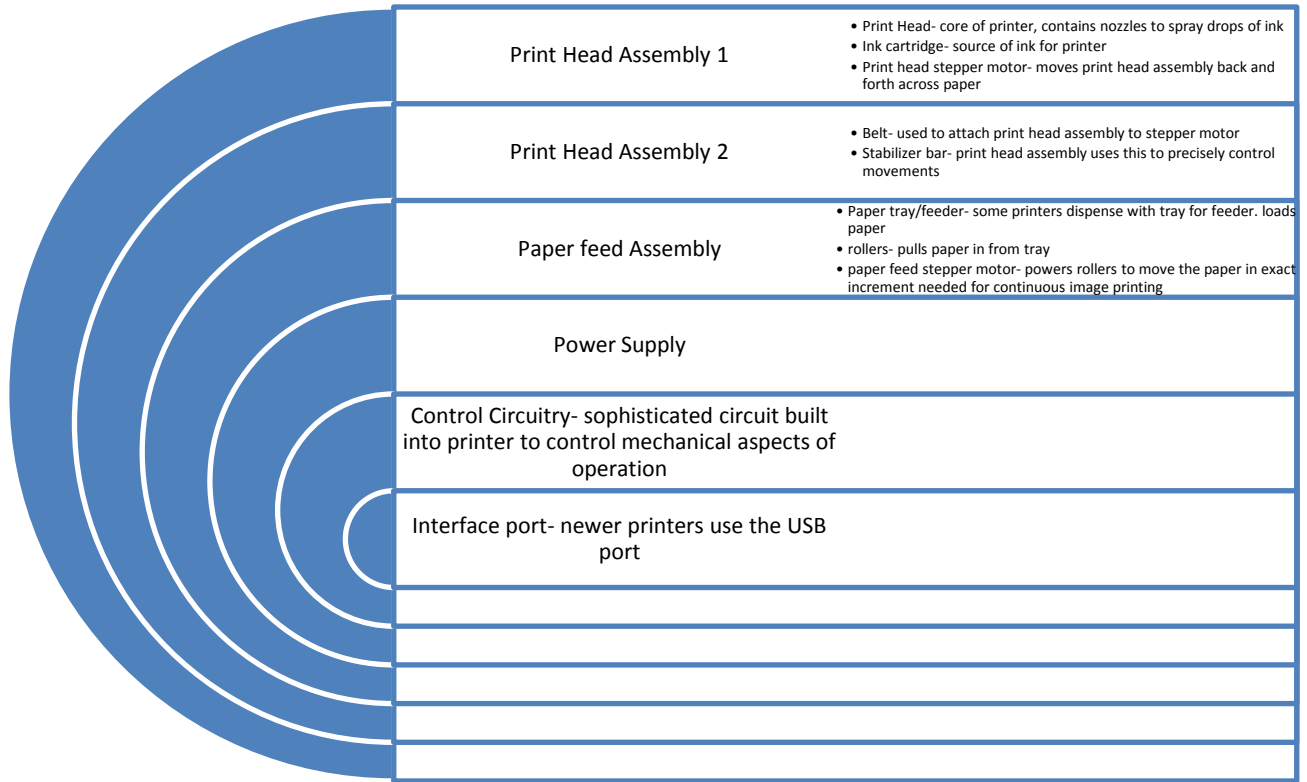 Print Head Assembly 1
• Print Head- core of printer, contains nozzles to spray drops of ink
• Ink cartridge- source of ink for printer
• Print head stepper motor- moves print head assembly back and
forth across paper
Print Head Assembly 2
• Belt- used to attach print head assembly to stepper motor
• Stabilizer bar- print head assembly uses this to precisely control
movements
Paper feed Assembly
• Paper tray/feeder- some printers dispense with tray for feeder. loads
paper
• rollers- pulls paper in from tray
• paper feed stepper motor- powers rollers to move the paper in exact
increment needed for continuous image printing
Power Supply
Control Circuitry- sophisticated circuit built
into printer to control mechanical aspects of
operation
Interface port- newer printers use the USB
port